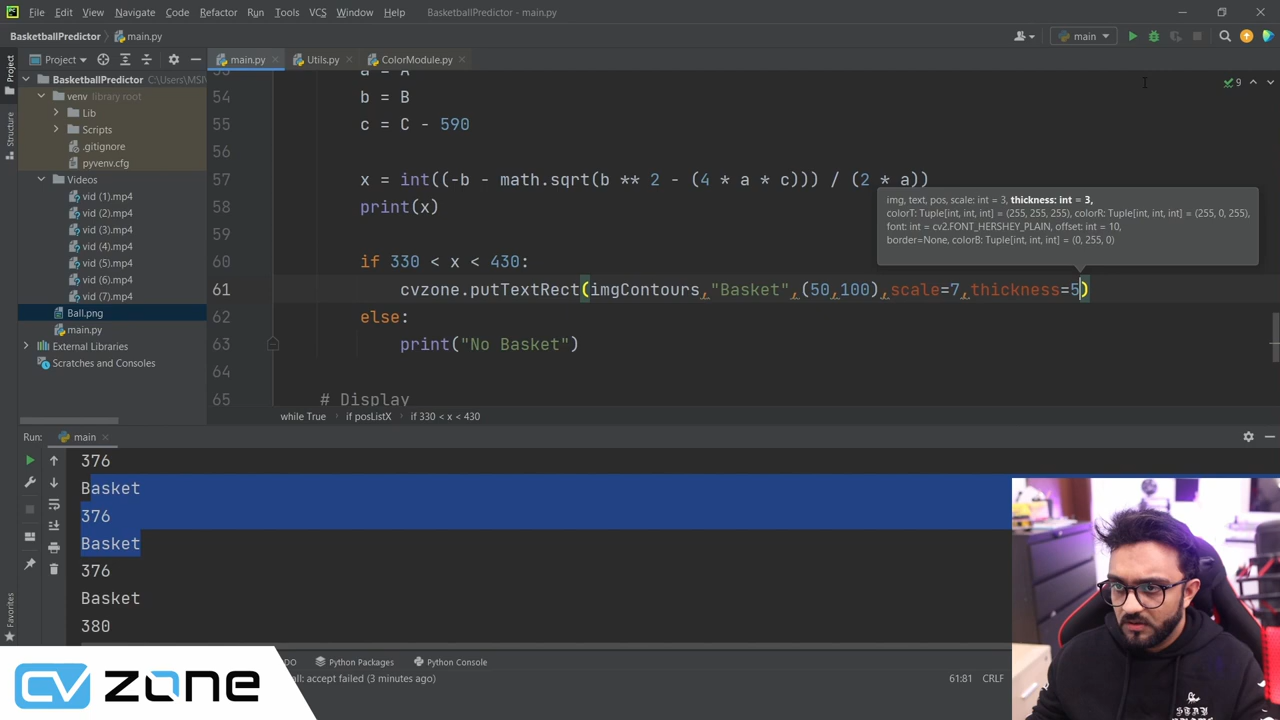 File Edit View Navigate Code Refactor Run Tools VCS Window Help BasketballPredictor - main.py
BasketballPredictor main.py
main
Project
main.py Utils.py ColorModule.py
Project
Structure
Favorites
BasketballPredictor C:\Users\MSI
venv library root
Lib
Scripts
.gitignore
pyvenv.cfg
Videos
vid (1).mp4
vid (2).mp4
vid (3).mp4
vid (4).mp4
vid (5).mp4
vid (6).mp4
vid (7).mp4
Ball.png
main.py
External Libraries
Scratches and Consoles
9
53 a = A
54 b = B
55 c = C - 590
56
57 x = int((-b - math.sqrt(b ** 2 - (4 * a * c))) / (2 * a))
58 print(x)
59
60 if 330 < x < 430:
61 cvzone.putTextRect(imgContours,"Basket",(50,100),scale=7,thickness=5)
62 else:
63 print("No Basket")
64
65 # Display
img, text, pos, scale: int = 3, thickness: int = 3,
colorT: Tuple[int, int, int] = (255, 255, 255), colorR: Tuple[int, int, int] = (255, 0, 255),
font: int = cv2.FONT_HERSHEY_PLAIN, offset: int = 10,
border=None, colorB: Tuple[int, int, int] = (0, 255, 0)
while True if posListX if 330 < x < 430
Run: main
376
Basket
376
Basket
376
Basket
380
Python Packages Python Console
accept failed (3 minutes ago)
61:81 CRLF
CV ZONE